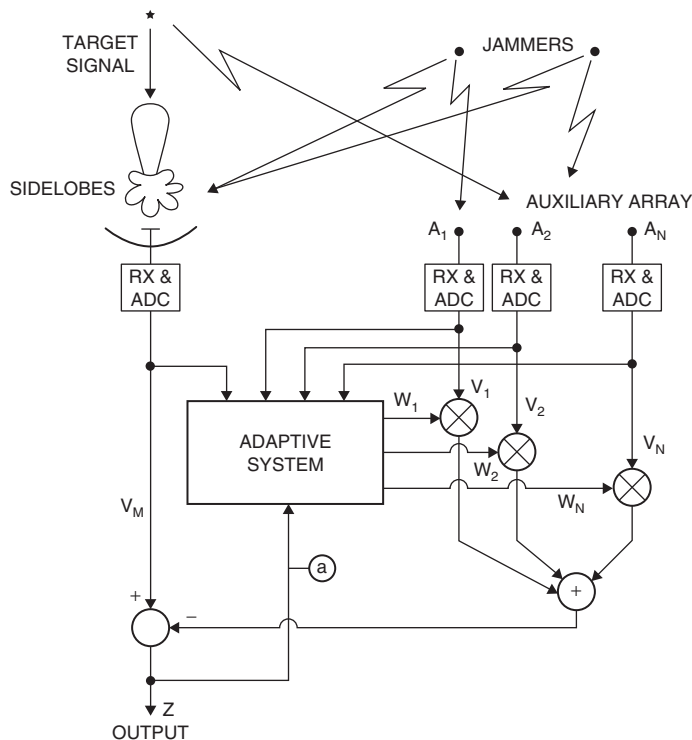 TARGET
SIGNAL
JAMMERS
SIDELOBES
AUXILIARY ARRAY
A1
A2
AN
RX &
ADC
RX &
ADC
RX &
ADC
RX &
ADC
W1
V1
V2
ADAPTIVE
SYSTEM
W2
VN
WN
VM
a
+
+
−
Z
OUTPUT